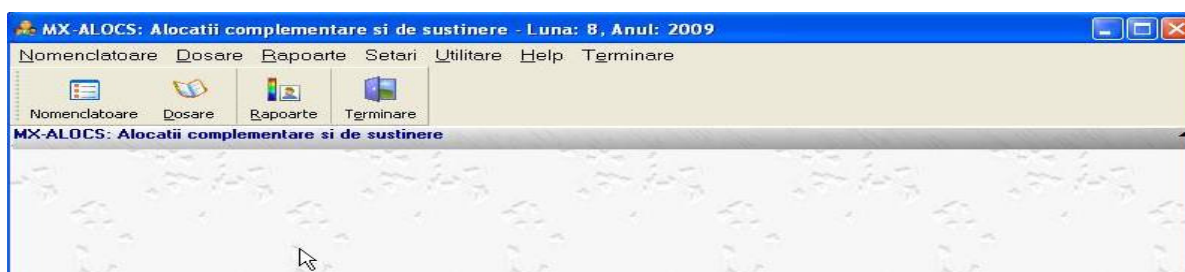 MX-ALOCS: Alocatii complementare si de sustinere - Luna: 8, Anul: 2009
Nomenclatoare Dosare Rapoarte Setari Utilitare Help Terminare
Nomenclatoare Dosare Rapoarte Terminare
MX-ALOCS: Alocatii complementare si de sustinere